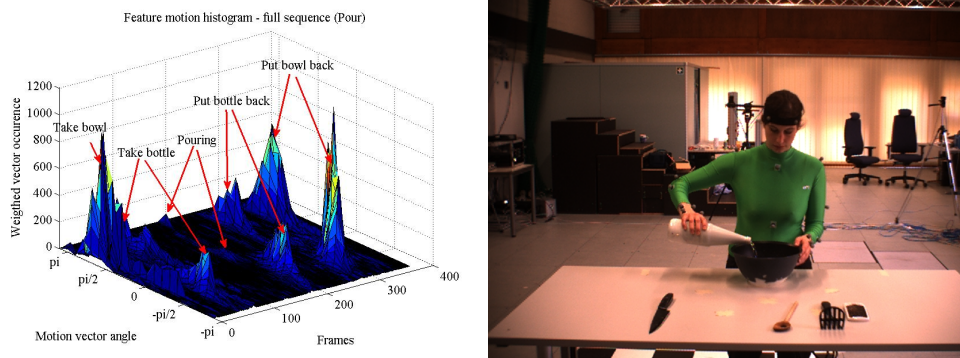 Feature motion histogram - full sequence (Pour)
Put bowl back
Put bottle back
Take bowl
Pouring
Take bottle
Weigthed vector occurence
1200
1000
800
600
400
200
0
pi
pi/2
0
-pi/2
-pi
0
100
200
300
400
Motion vector angle
Frames